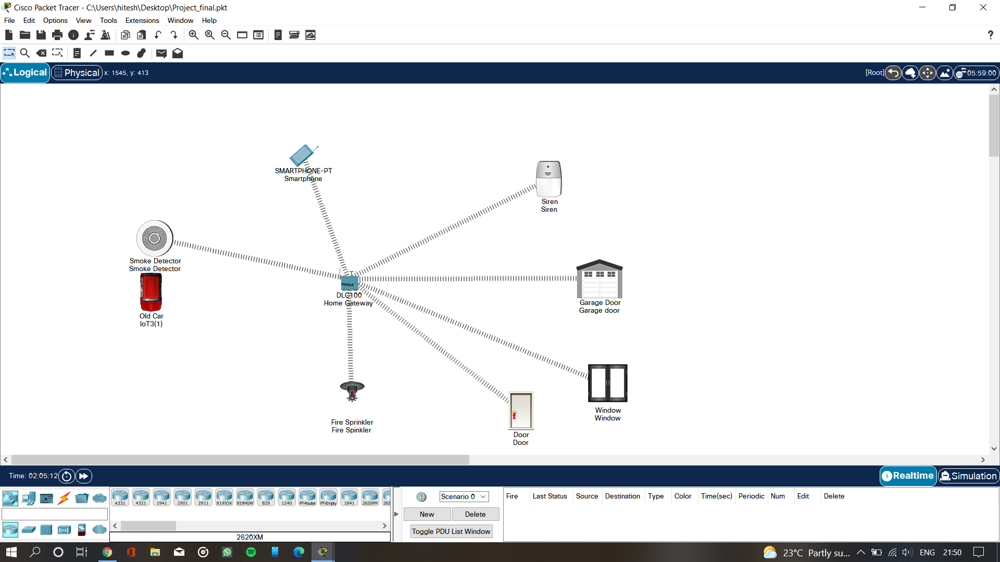 Cisco Packet Tracer - C:\Users\hitesh\Desktop\Project_final.pkt
File Edit Options View Tools Extensions Window Help
?
Logical Physical x: 1545, y: 413 [Root] 05:59:00
SMARTPHONE-PT
Smartphone
Siren
Siren
Smoke Detector
Smoke Detector
Old Car
IoT3(1)
DLC100
Home Gateway
Garage Door
Garage door
Window
Window
Fire Sprinkler
Fire Spinkler
Door
Door
Time: 02:05:12 Realtime Simulation
4331 4321 1941 2901 2911 819IOX 819HGW 829 1240 PT-Router PT-Empty 1841 2620XM 262
2620XM
Scenario 0
New Delete
Toggle PDU List Window
Fire Last Status Source Destination Type Color Time(sec) Periodic Num Edit Delete
23°C Partly su... ENG 21:50